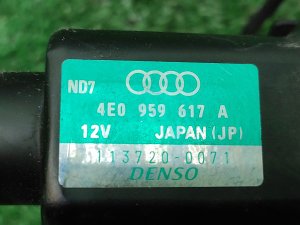 ND7
4E0 959 617 A
12V JAPAN (JP)
113720-0071
DENSO